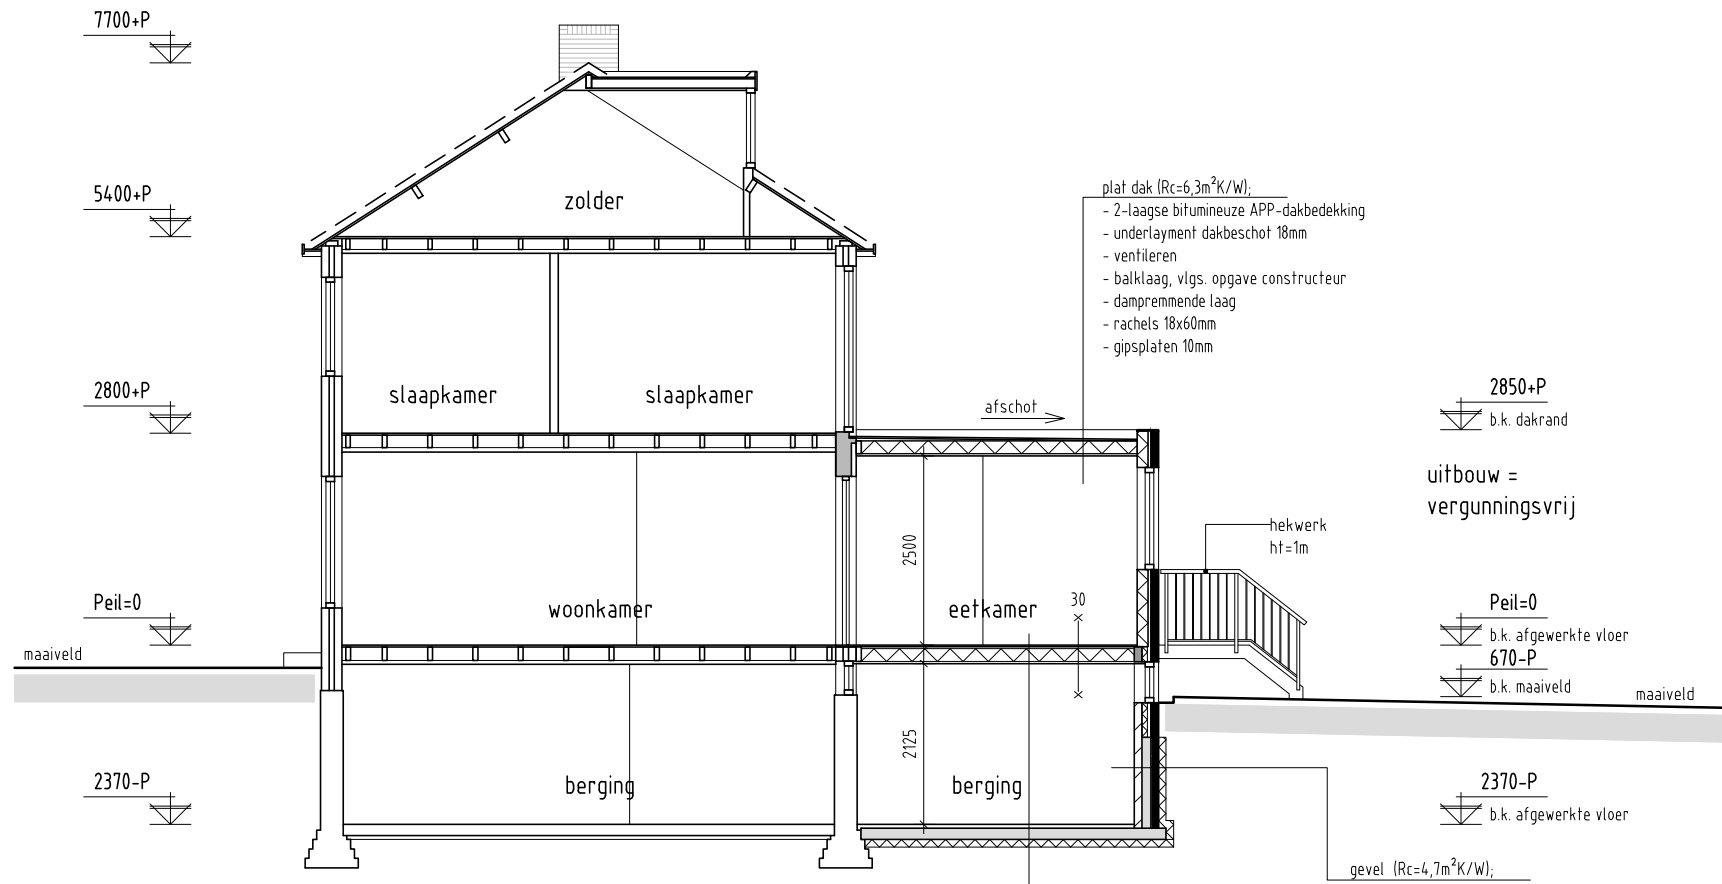 7700+P
5400+P
zolder
plat dak (Rc=6,3m²K/W);
- 2-laagse bitumineuze APP-dakbedekking
- underlayment dakbeschot 18mm
- ventileren
- balklaag, vlgs. opgave constructeur
- dampremmende laag
- rachels 18x60mm
- gipsplaten 10mm
2800+P
slaapkamer
slaapkamer
afschot
2850+P
b.k. dakrand
uitbouw =
vergunningsvrij
hekwerk
ht=1m
2500
Peil=0
woonkamer
eetkamer
30
Peil=0
b.k. afgewerkte vloer
maaiveld
670-P
b.k. maaiveld
maaiveld
2125
2370-P
berging
berging
2370-P
b.k. afgewerkte vloer
gevel (Rc=4,7m²K/W);